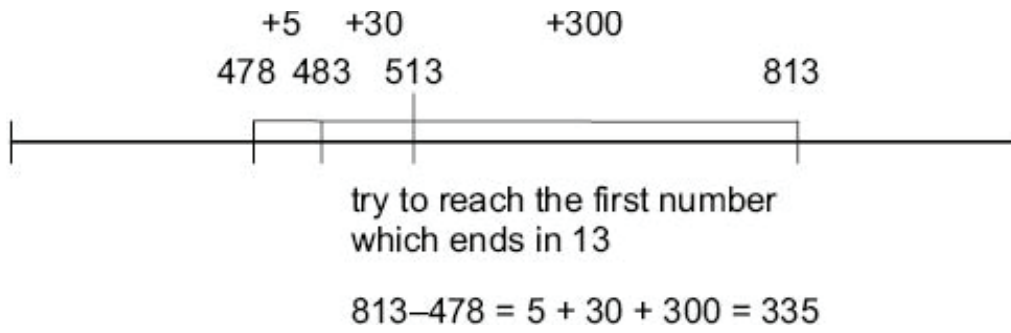 +5 +30 +300
478 483 513 813
try to reach the first number
which ends in 13
813–478 = 5 + 30 + 300 = 335